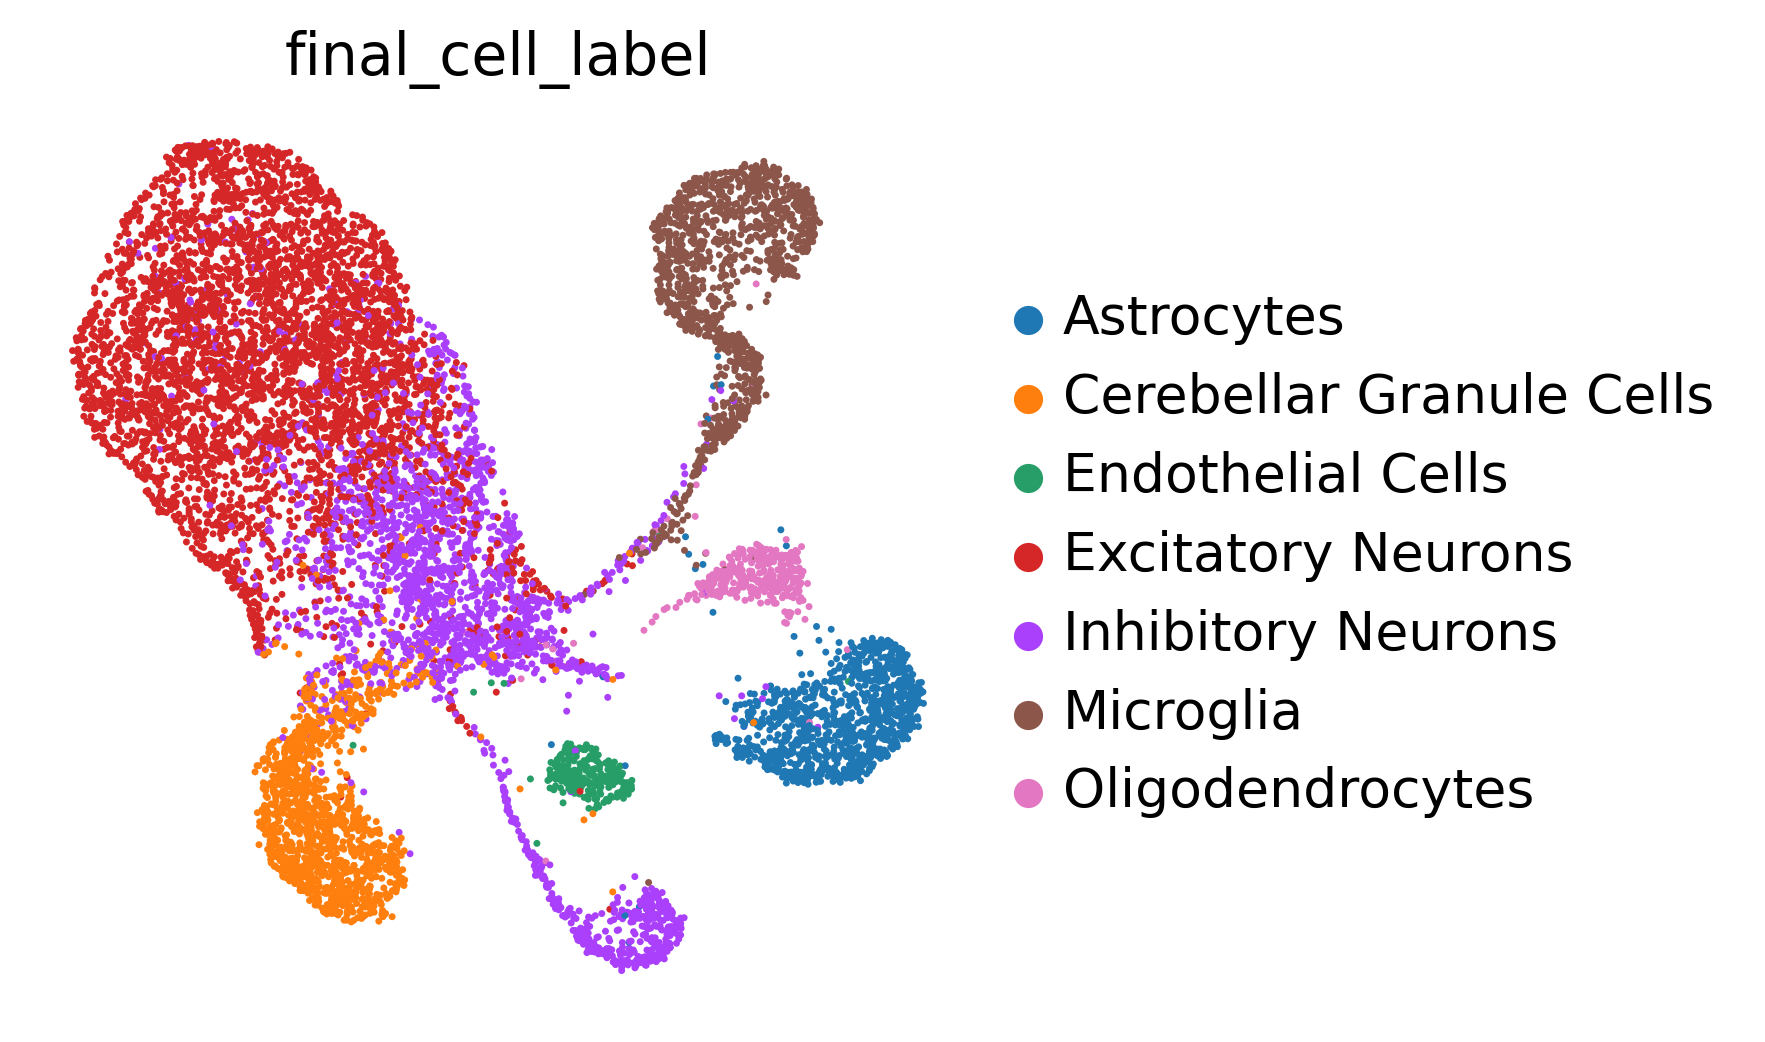 final_cell_label
Astrocytes
Cerebellar Granule Cells
Endothelial Cells
Excitatory Neurons
Inhibitory Neurons
Microglia
Oligodendrocytes